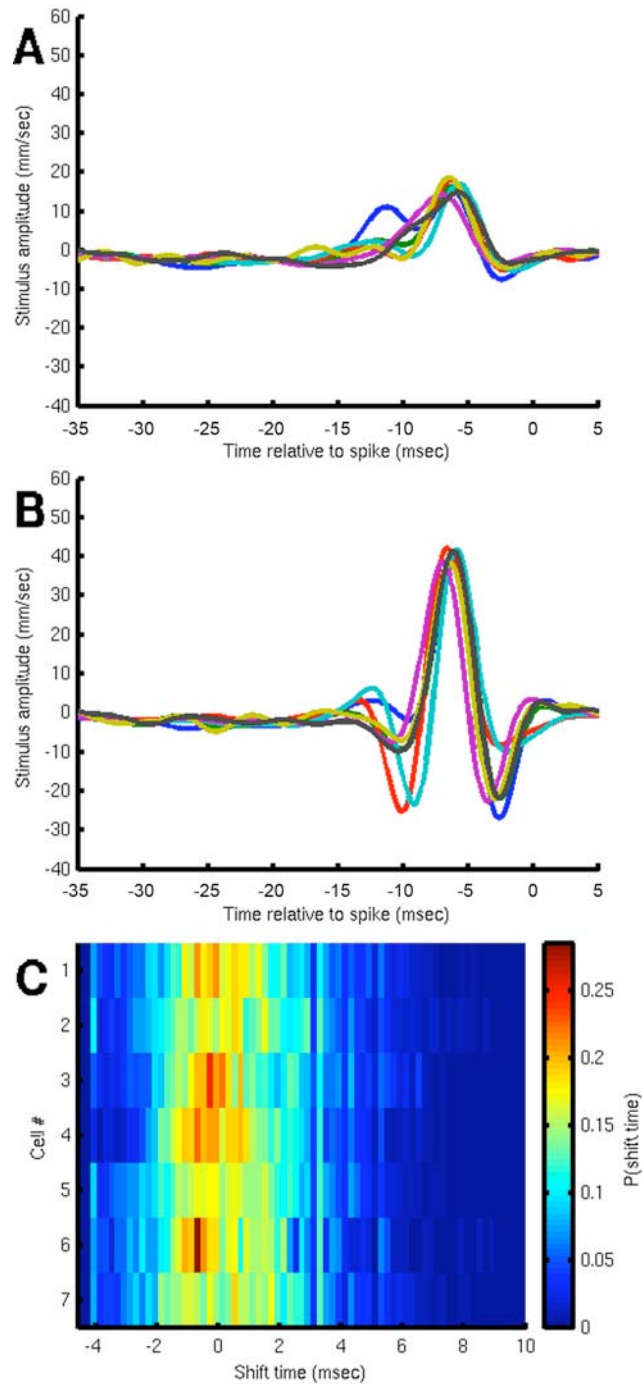 A
Stimulus amplitude (mm/sec)
60
50
40
30
20
10
0
-10
-20
-30
-40
-35 -30 -25 -20 -15 -10 -5 0 5
Time relative to spike (msec)
B
Stimulus amplitude (mm/sec)
60
50
40
30
20
10
0
-10
-20
-30
-40
-35 -30 -25 -20 -15 -10 -5 0 5
Time relative to spike (msec)
C
Cell #
1
2
3
4
5
6
7
-4 -2 0 2 4 6 8 10
Shift time (msec)
0.25
0.2
0.15
0.1
0.05
0
P(shift time)